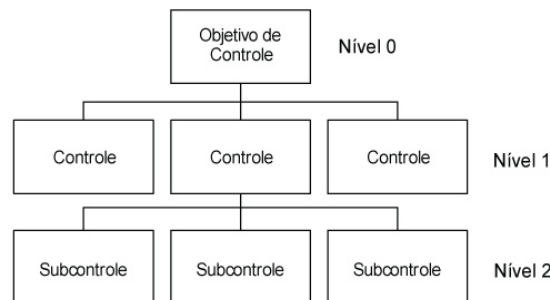 Objetivo de
Controle
Nível 0
Controle
Controle
Controle
Nível 1
Subcontrole
Subcontrole
Subcontrole
Nível 2